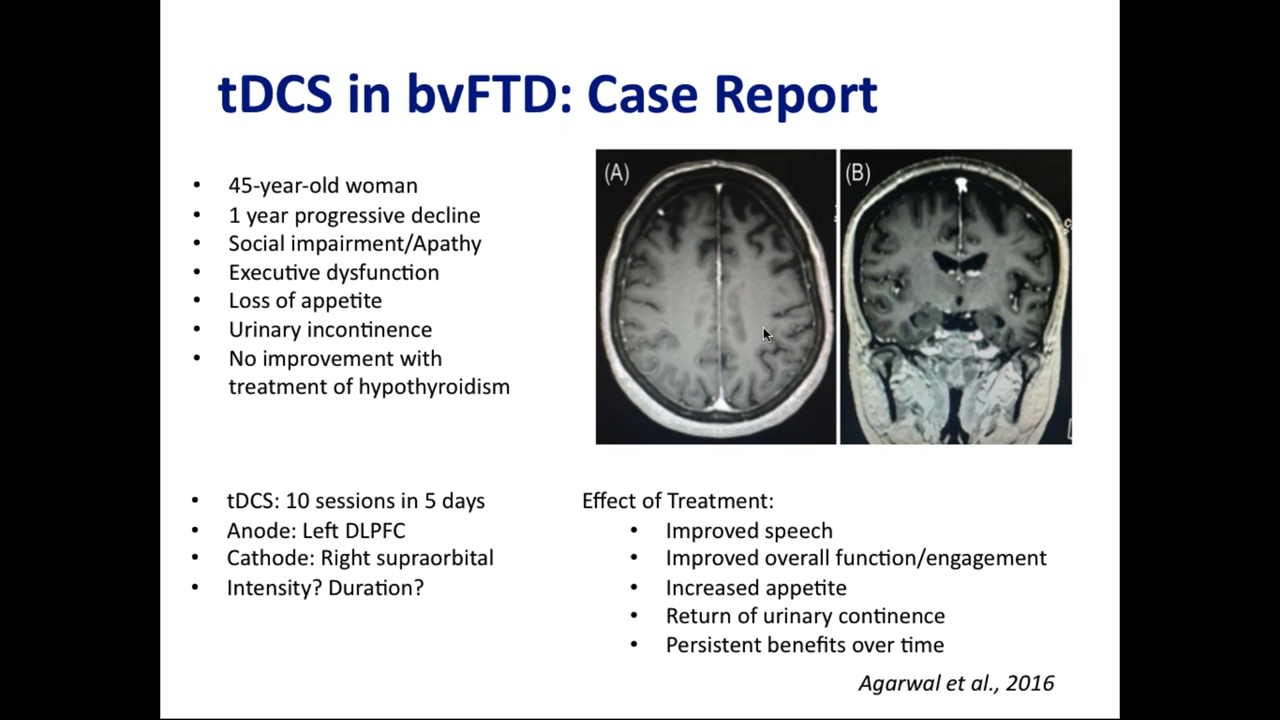 tDCS in bvFTD: Case Report
• 45-year-old woman
• 1 year progressive decline
• Social impairment/Apathy
• Executive dysfunction
• Loss of appetite
• Urinary incontinence
• No improvement with
treatment of hypothyroidism
(A)
(B)
• tDCS: 10 sessions in 5 days
• Anode: Left DLPFC
• Cathode: Right supraorbital
• Intensity? Duration?
Effect of Treatment:
• Improved speech
• Improved overall function/engagement
• Increased appetite
• Return of urinary continence
• Persistent benefits over time
Agarwal et al., 2016